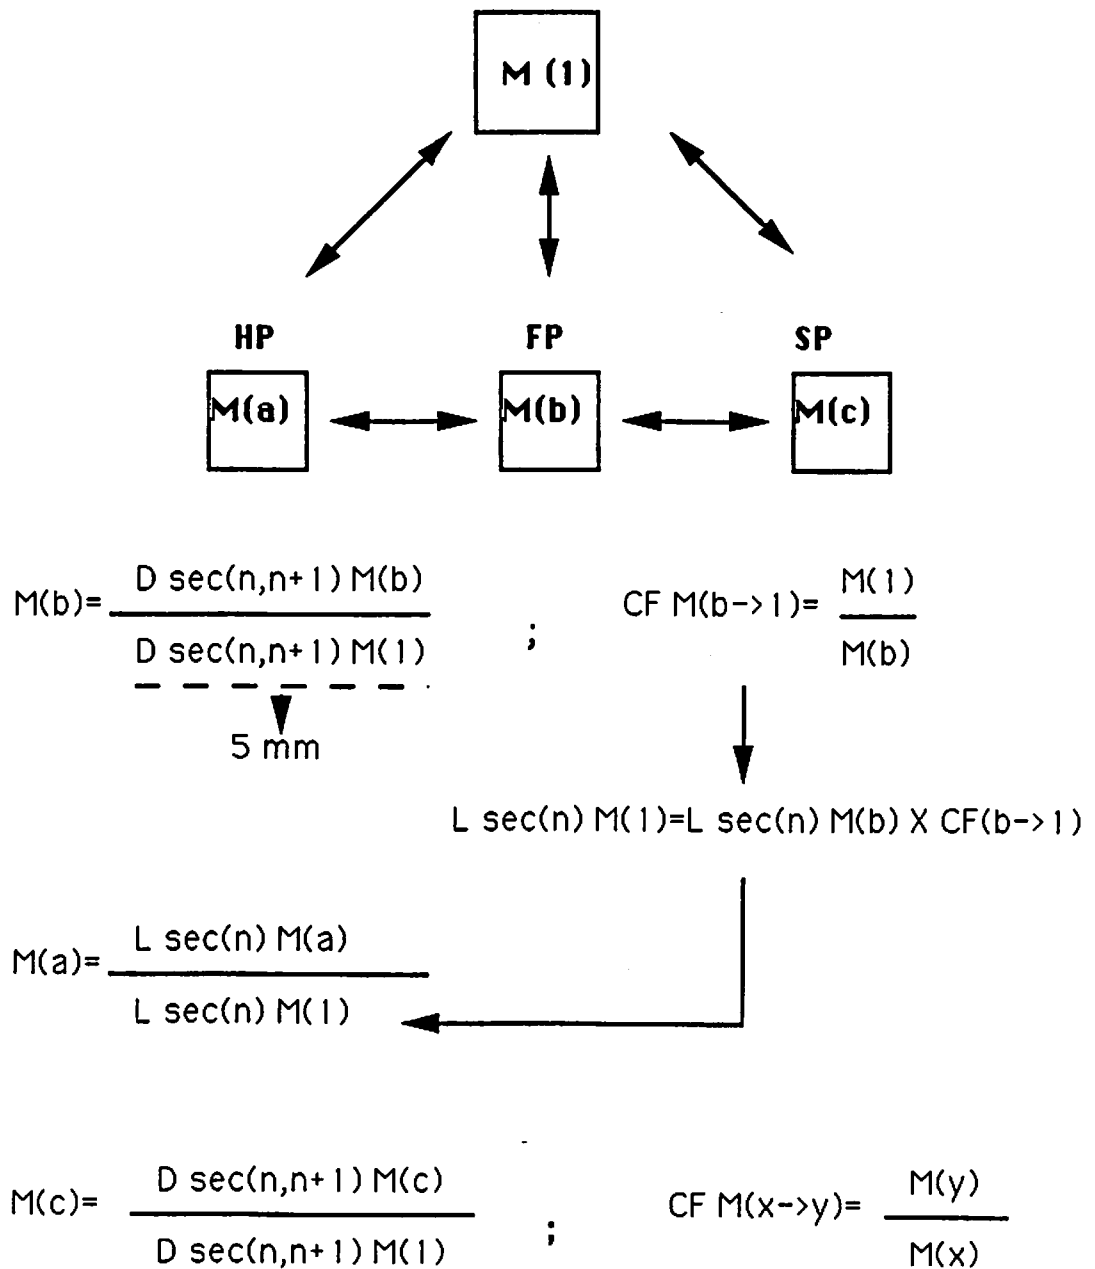 M (1)
HP FP SP
M(a) M(b) M(c)
M(b)= D sec(n,n+1) M(b)
D sec(n,n+1) M(1)
;
CF M(b->1)= M(1)
M(b)
5 mm
L sec(n) M(1)=L sec(n) M(b) X CF(b->1)
M(a)= L sec(n) M(a)
L sec(n) M(1)
M(c)= D sec(n,n+1) M(c)
D sec(n,n+1) M(1)
;
CF M(x->y)= M(y)
M(x)